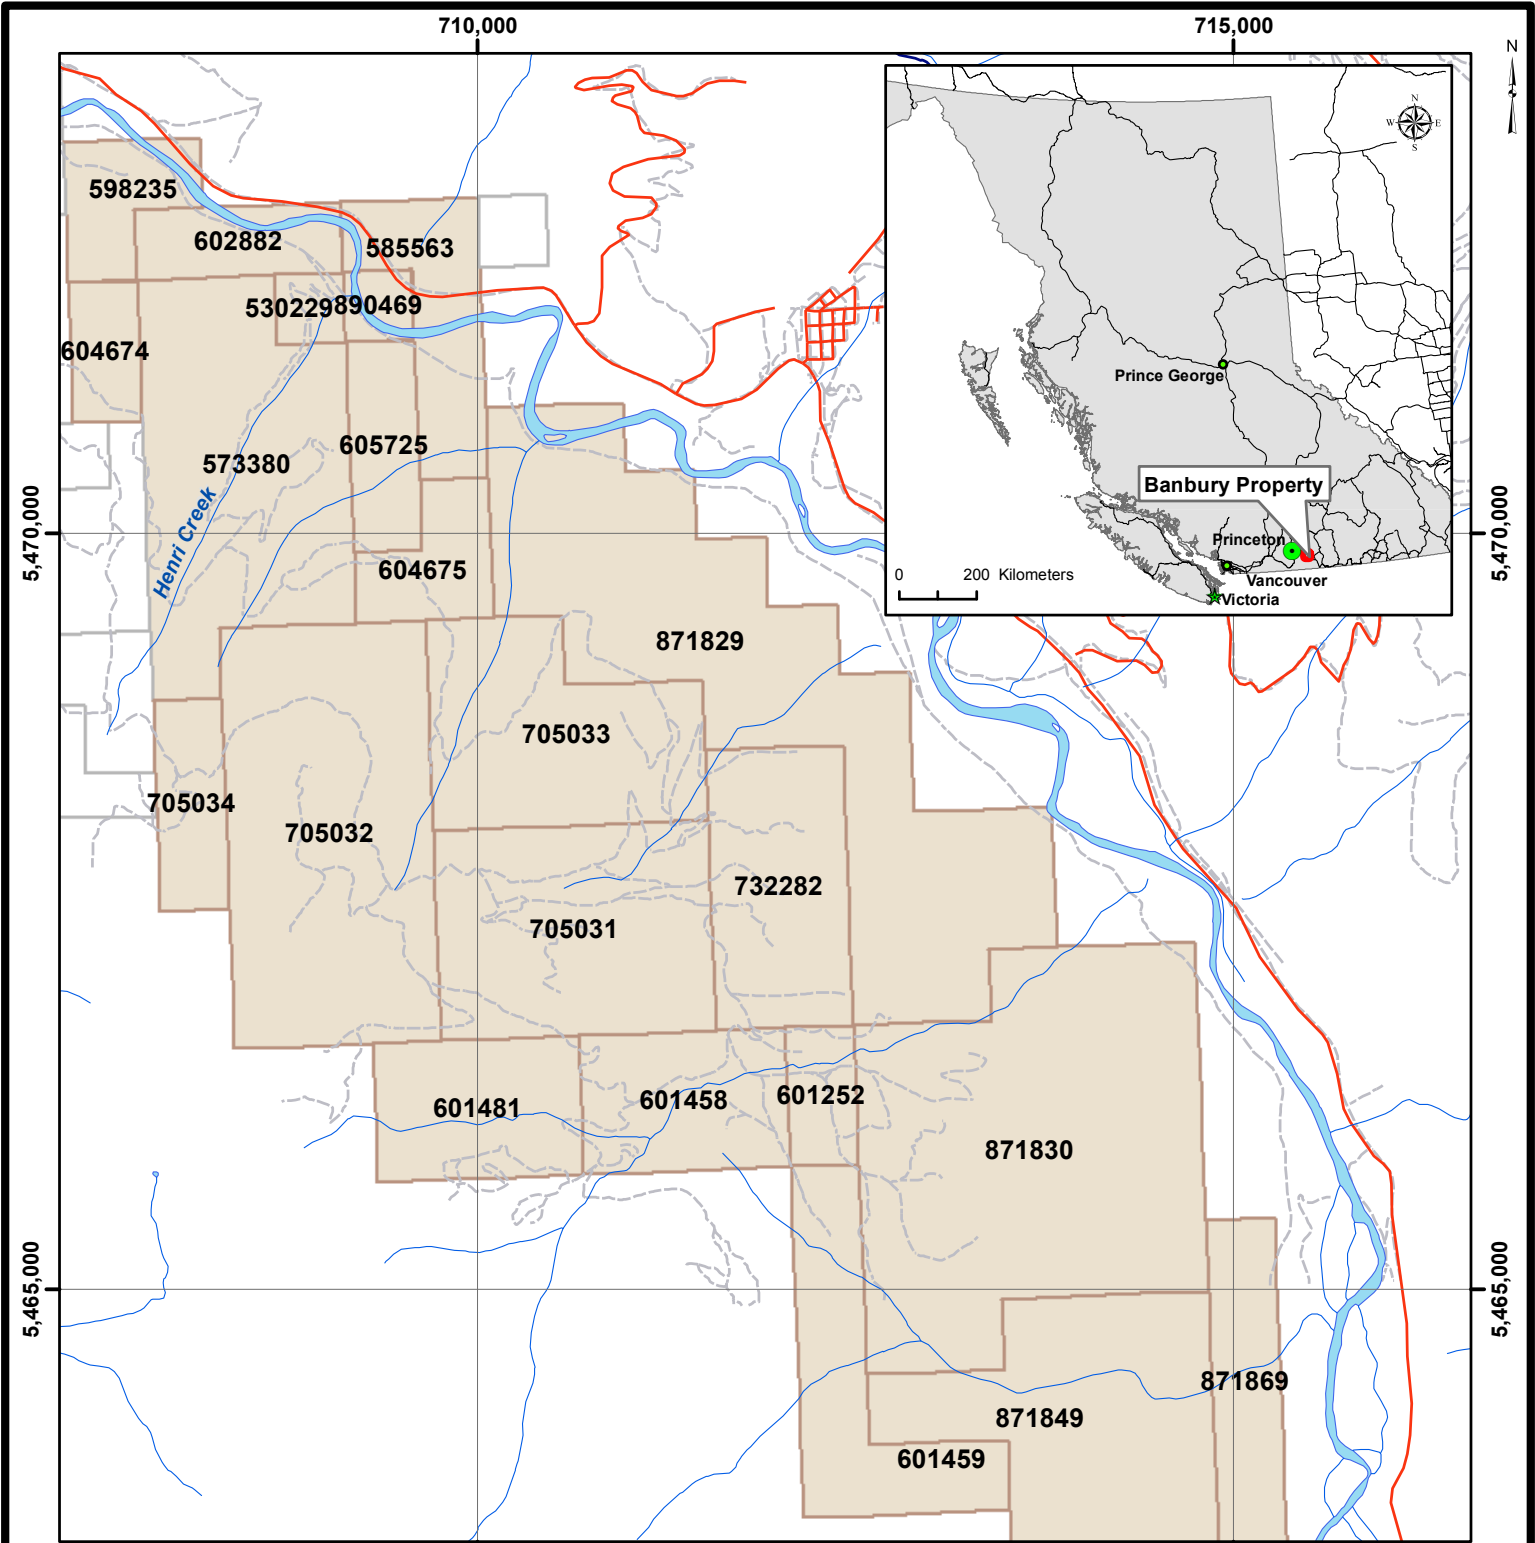 710,000
715,000
N
598235
602882
585563
530229
890469
604674
605725
573380
Henri Creek
5,470,000
5,470,000
604675
871829
705033
705034
705032
732282
705031
601481
601458
601252
871830
5,465,000
5,465,000
871869
871849
601459
N
W
E
S
Prince George
Banbury Property
Princeton
0
200 Kilometers
Vancouver
Victoria